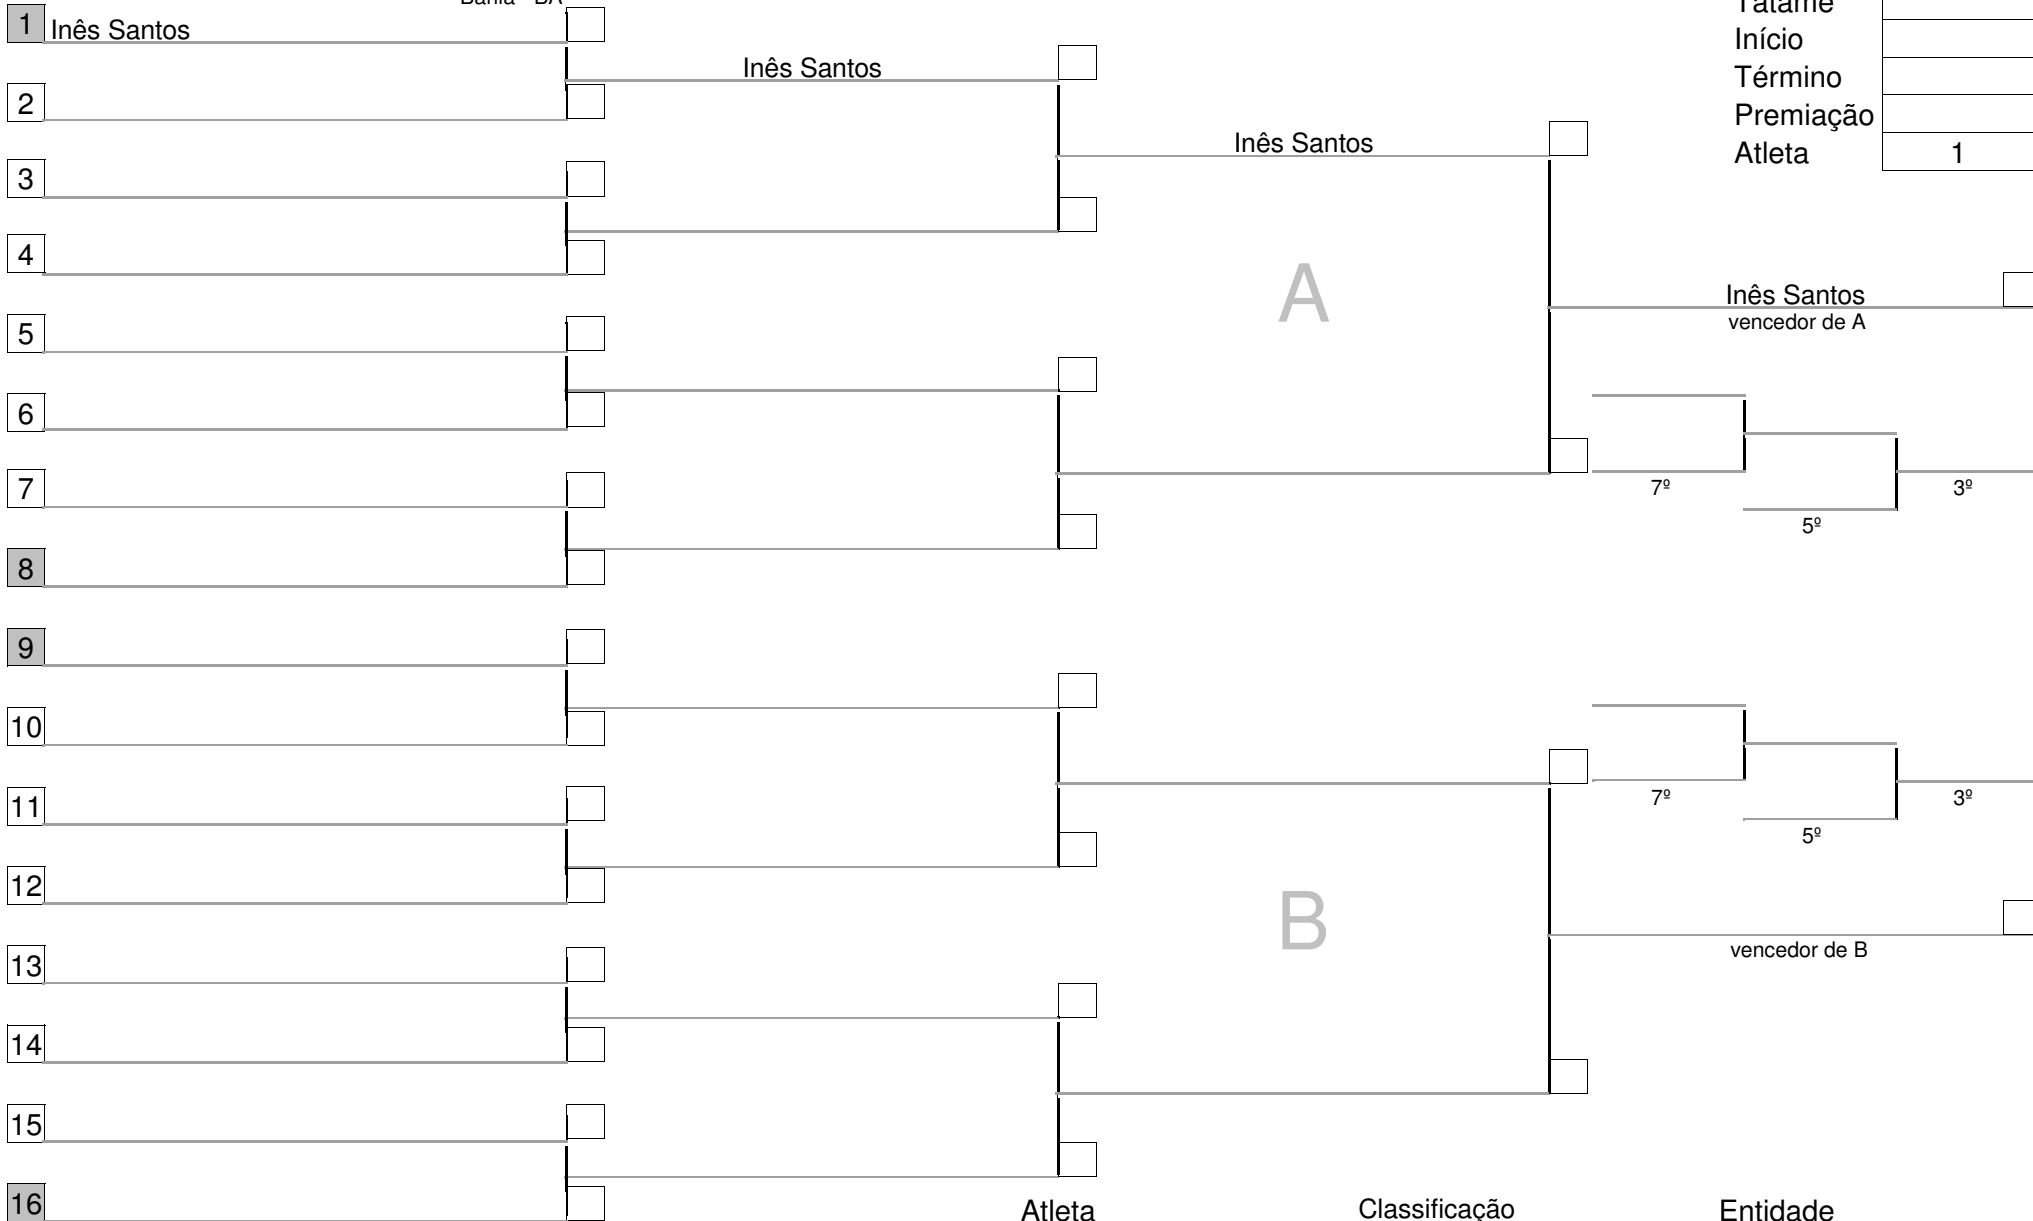 Bahia - BA
1 Inês Santos
Tatame
Início
Inês Santos
Término
2
Premiação
Inês Santos
Atleta 1
3
4
A
Inês Santos
vencedor de A
5
6
7
7º
3º
5º
8
9
10
11
7º
3º
5º
12
B
vencedor de B
13
14
15
16
Atleta Classificação Entidade